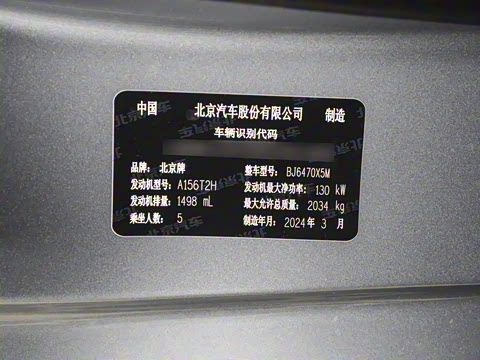 中国 北京汽车股份有限公司 制造
车辆识别代码
品牌: 北京牌 整车型号: BJ6470X5M
发动机型号: A156T2H 发动机最大净功率: 130 kW
发动机排量: 1498 mL 最大允许总质量: 2034 kg
乘坐人数: 5 制造年月: 2024 年 3 月